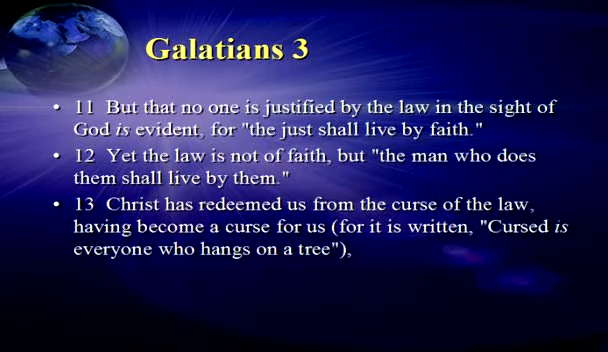 Galatians 3
• 11 But that no one is justified by the law in the sight of
God is evident, for "the just shall live by faith."
• 12 Yet the law is not of faith, but "the man who does
them shall live by them."
• 13 Christ has redeemed us from the curse of the law,
having become a curse for us (for it is written, "Cursed is
everyone who hangs on a tree"),